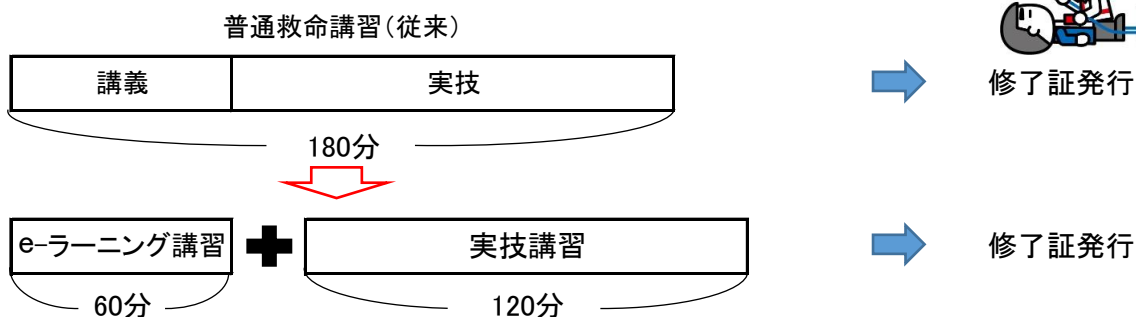 普通救命講習（従来）
講義
実技
修了証発行
180分
e-ラーニング講習
実技講習
修了証発行
60分
120分